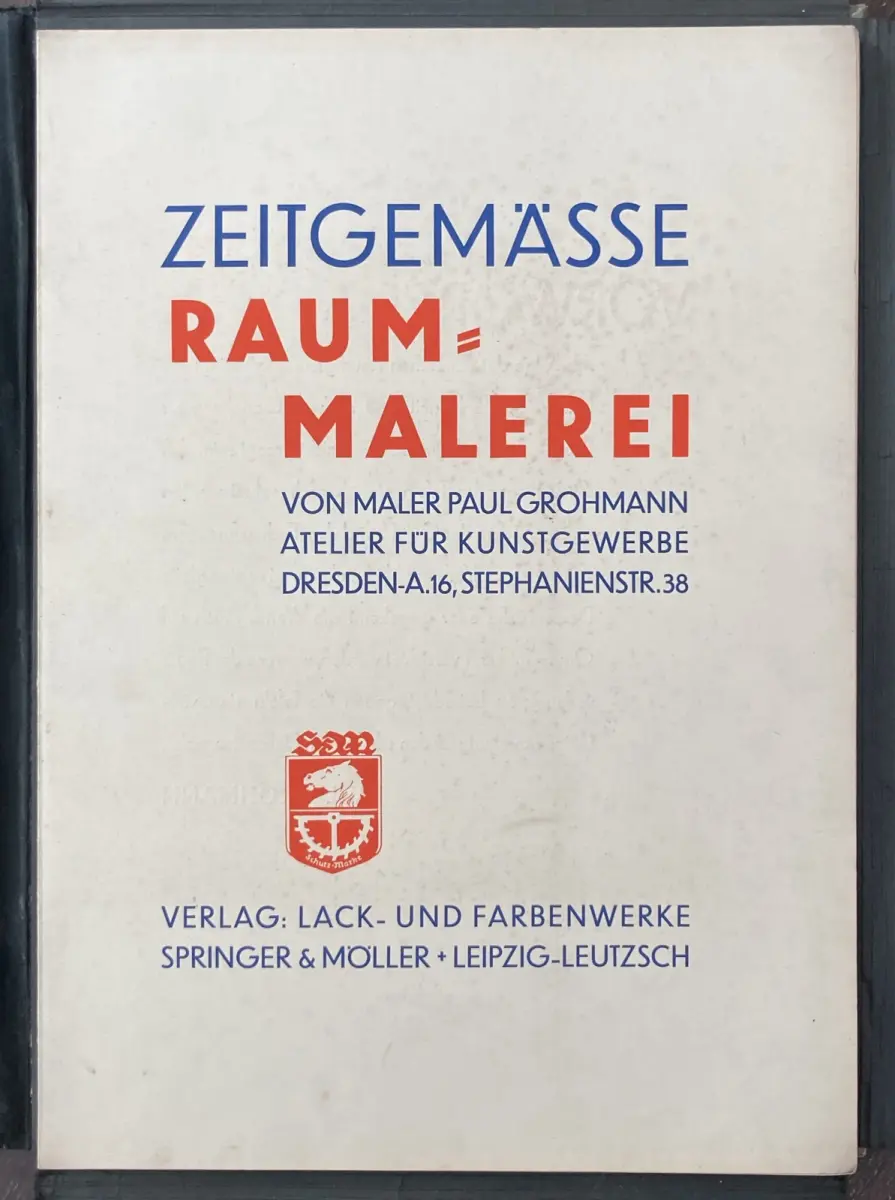 ZEITGEMÄSSE
RAUM=
MALEREI
VON MALER PAUL GROHMANN
ATELIER FÜR KUNSTGEWERBE
DRESDEN-A.16, STEPHANIENSTR.38
SPM
Schutz-Marke
VERLAG: LACK- UND FARBENWERKE
SPRINGER & MÖLLER + LEIPZIG-LEUTZSCH